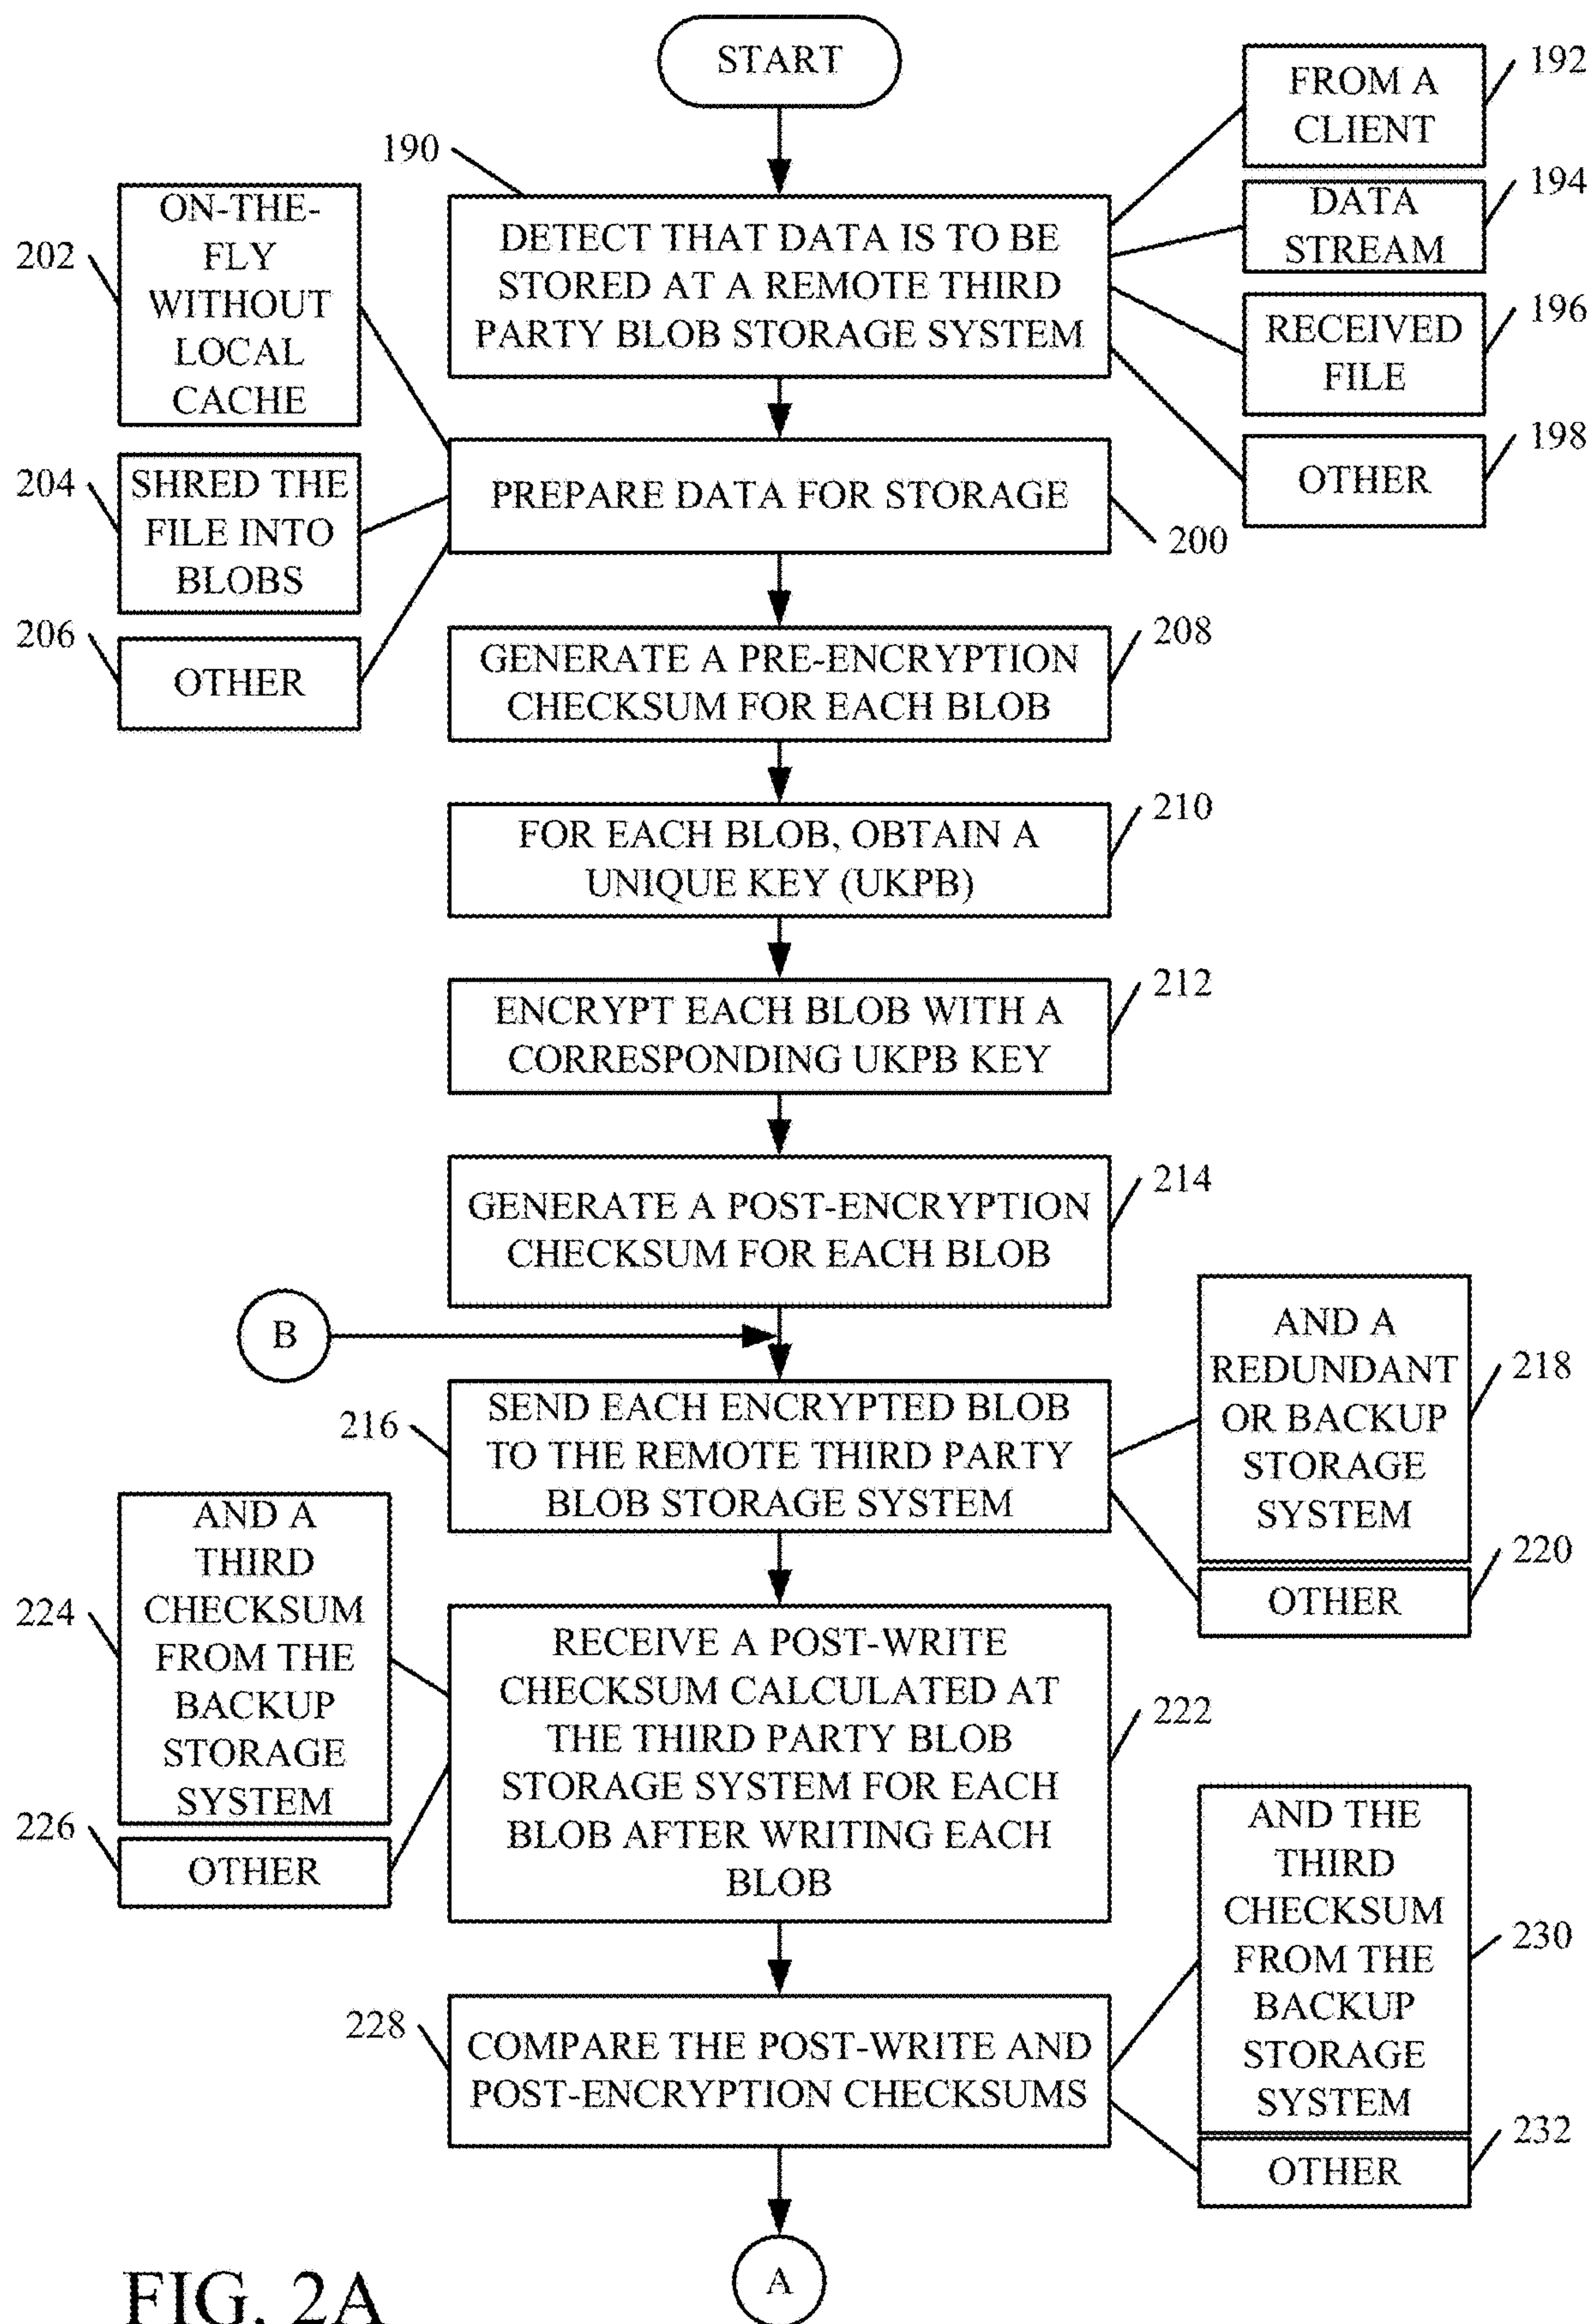 START
FROM A
CLIENT
192
190
DATA
STREAM
194
ON-THE-
FLY
WITHOUT
LOCAL
CACHE
202
DETECT THAT DATA IS TO BE
STORED AT A REMOTE THIRD
PARTY BLOB STORAGE SYSTEM
RECEIVED
FILE
196
OTHER
198
204
SHRED THE
FILE INTO
BLOBS
PREPARE DATA FOR STORAGE
200
206
OTHER
GENERATE A PRE-ENCRYPTION
CHECKSUM FOR EACH BLOB
208
FOR EACH BLOB, OBTAIN A
UNIQUE KEY (UKPB)
210
ENCRYPT EACH BLOB WITH A
CORRESPONDING UKPB KEY
212
GENERATE A POST-ENCRYPTION
CHECKSUM FOR EACH BLOB
214
B
216
SEND EACH ENCRYPTED BLOB
TO THE REMOTE THIRD PARTY
BLOB STORAGE SYSTEM
AND A
REDUNDANT
OR BACKUP
STORAGE
SYSTEM
218
OTHER
220
224
AND A
THIRD
CHECKSUM
FROM THE
BACKUP
STORAGE
SYSTEM
226
OTHER
RECEIVE A POST-WRITE
CHECKSUM CALCULATED AT
THE THIRD PARTY BLOB
STORAGE SYSTEM FOR EACH
BLOB AFTER WRITING EACH
BLOB
222
228
COMPARE THE POST-WRITE AND
POST-ENCRYPTION CHECKSUMS
AND THE
THIRD
CHECKSUM
FROM THE
BACKUP
STORAGE
SYSTEM
230
OTHER
232
A
FIG. 2A